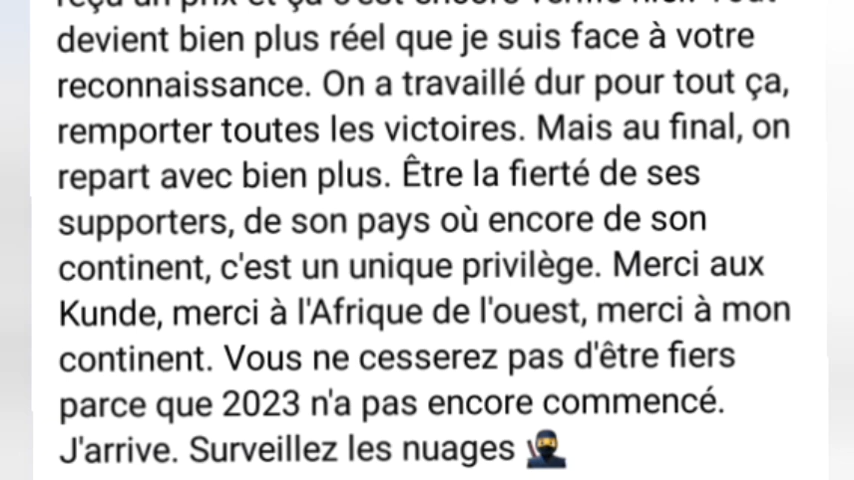 devient bien plus réel que je suis face à votre
reconnaissance. On a travaillé dur pour tout ça,
remporter toutes les victoires. Mais au final, on
repart avec bien plus. Être la fierté de ses
supporters, de son pays où encore de son
continent, c'est un unique privilège. Merci aux
Kunde, merci à l'Afrique de l'ouest, merci à mon
continent. Vous ne cesserez pas d'être fiers
parce que 2023 n'a pas encore commencé.
J'arrive. Surveillez les nuages 🥷